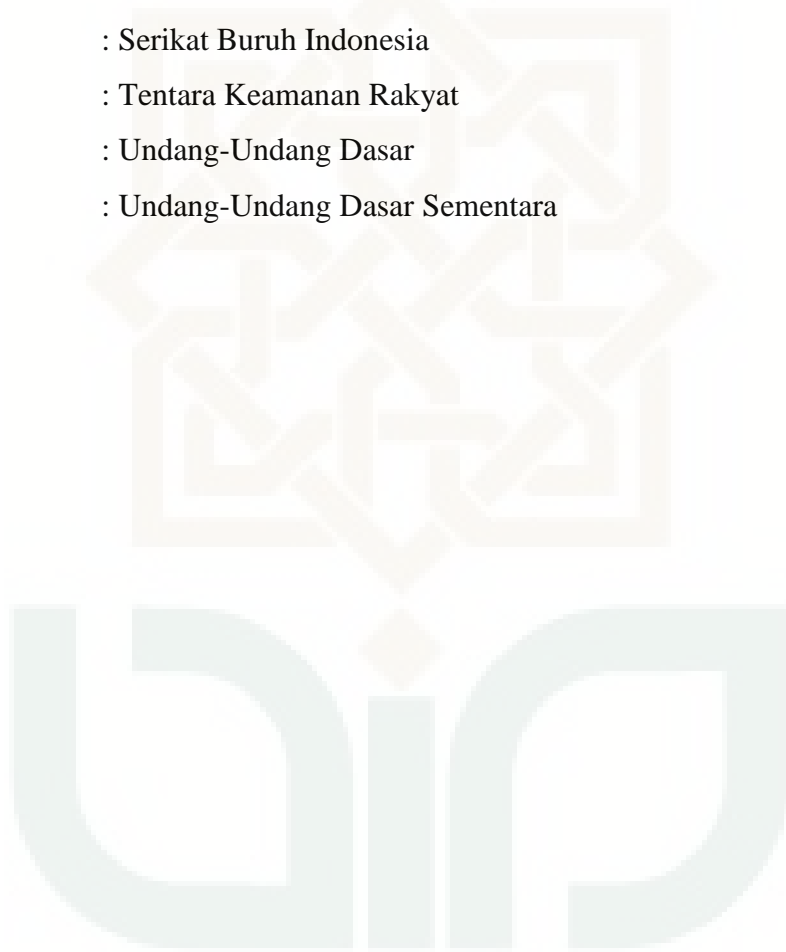 : Serikat Buruh Indonesia
: Tentara Keamanan Rakyat
: Undang-Undang Dasar
: Undang-Undang Dasar Sementara